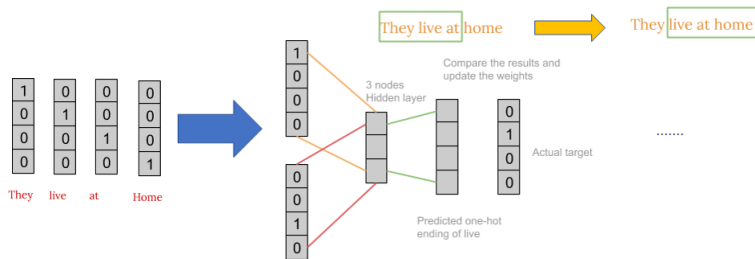 They live at home
They live at home
Compare the results and
update the weights
3 nodes
Hidden layer
1 0 0 0
0 1 0 0
0 0 1 0
0 0 0 1
They live at Home
1
0
0
0
0
0
1
0
0
1
0
0
Actual target
Predicted one-hot
ending of live
.......